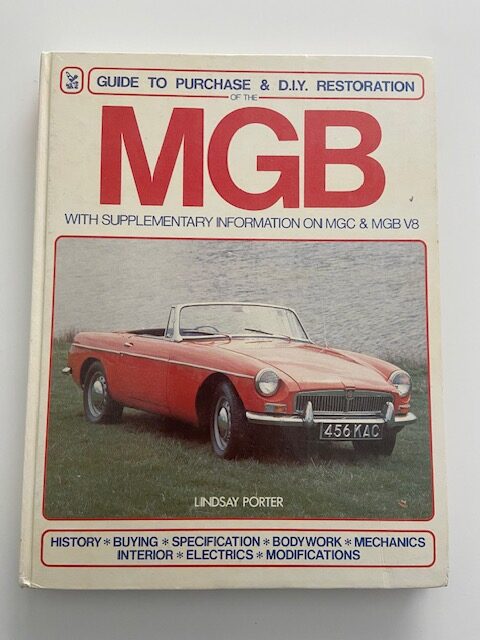 GUIDE TO PURCHASE & D.I.Y. RESTORATION
OF THE
MGB
WITH SUPPLEMENTARY INFORMATION ON MGC & MGB V8
456 KAC
LINDSAY PORTER
HISTORY * BUYING * SPECIFICATION * BODYWORK * MECHANICS
INTERIOR * ELECTRICS * MODIFICATIONS